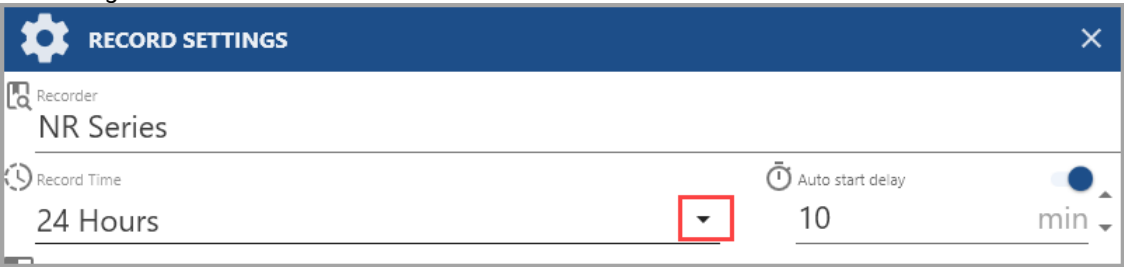 RECORD SETTINGS
Recorder
NR Series
Record Time
Auto start delay
24 Hours
10 min